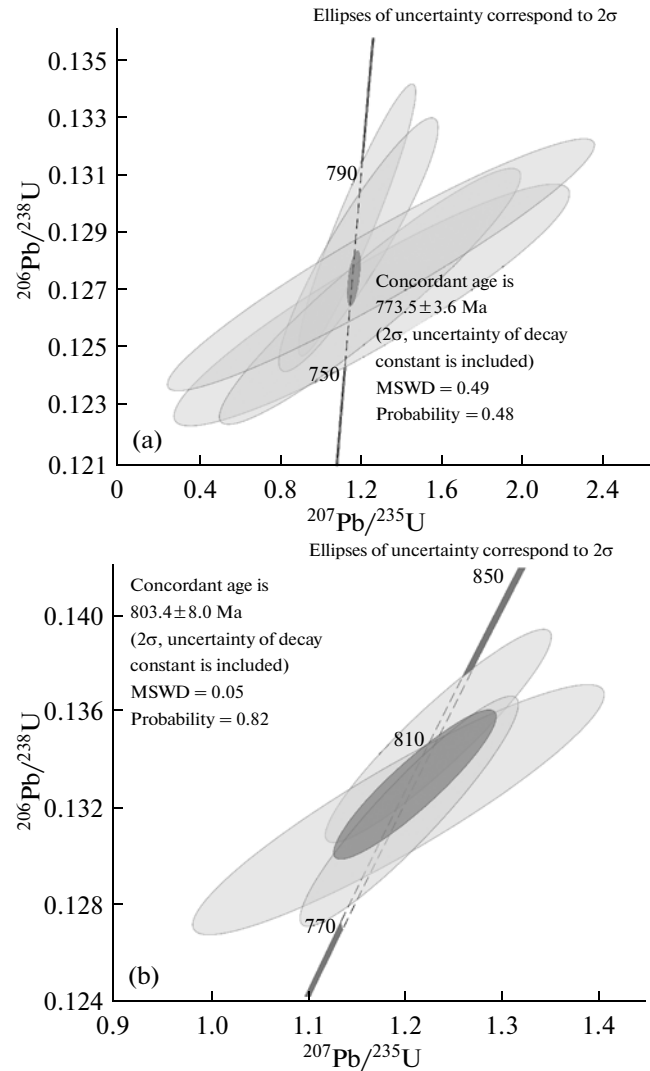 Ellipses of uncertainty correspond to 2σ
0.135
0.133
0.131
0.129
0.127
0.125
0.123
0.121
²⁰⁶Pb/²³⁸U
790
750
Concordant age is
773.5±3.6 Ma
(2σ, uncertainty of decay
constant is included)
MSWD = 0.49
Probability = 0.48
(a)
0 0.4 0.8 1.2 1.6 2.0 2.4
²⁰⁷Pb/²³⁵U
Ellipses of uncertainty correspond to 2σ
Concordant age is
803.4±8.0 Ma
(2σ, uncertainty of decay
constant is included)
MSWD = 0.05
Probability = 0.82
850
810
770
0.140
0.136
0.132
0.128
0.124
²⁰⁶Pb/²³⁸U
(b)
0.9 1.0 1.1 1.2 1.3 1.4
²⁰⁷Pb/²³⁵U